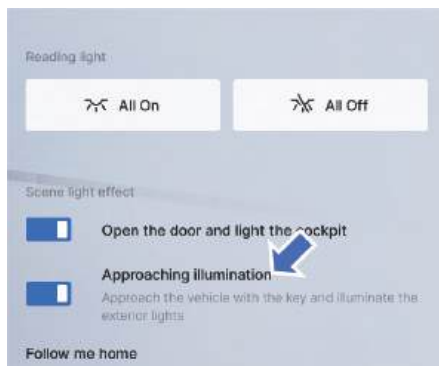 Reading light
All On
All Off
Scene light effect
Open the door and light the cockpit
Approaching illumination
Approach the vehicle with the key and illuminate the
exterior lights
Follow me home